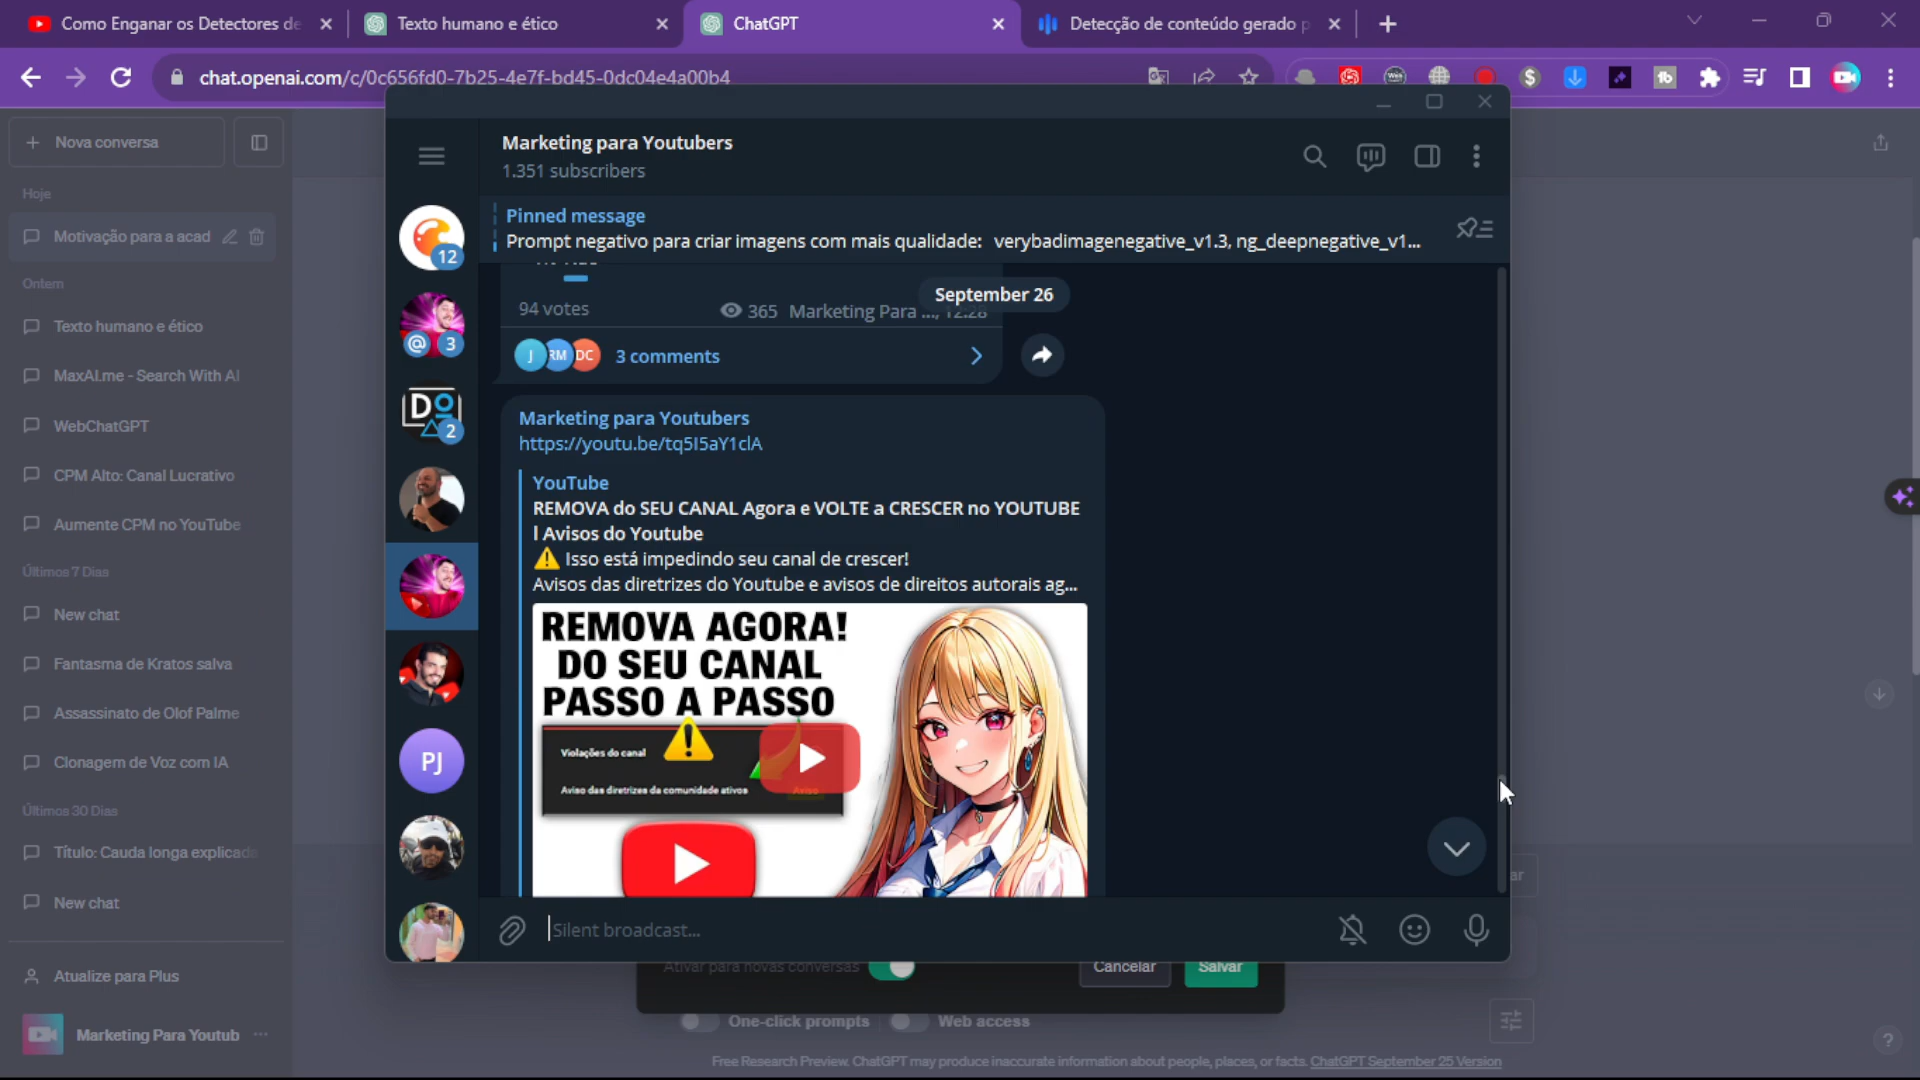 Como Enganar os Detectores de
Texto humano e ético
ChatGPT
Detecção de conteúdo gerado p
chat.openai.com/c/0c656fd0-7b25-4e7f-bd45-0dc04e4a00b4
Nova conversa
Hoje
Motivação para a acad
Ontem
Texto humano e ético
MaxAI.me - Search With AI
WebChatGPT
CPM Alto: Canal Lucrativo
Aumente CPM no YouTube
Últimos 7 Dias
New chat
Fantasma de Kratos salva
Assassinato de Olof Palme
Clonagem de Voz com IA
Últimos 30 Dias
Título: Cauda longa explicada
New chat
Atualize para Plus
Marketing Para Youtub
12
@ 3
DO
2
PJ
Marketing para Youtubers
1.351 subscribers
Pinned message
Prompt negativo para criar imagens com mais qualidade: verybadimagenegative_v1.3, ng_deepnegative_v1...
September 26
94 votes
365 Marketing Para ..., 12:28
J RM DC 3 comments
Marketing para Youtubers
https://youtu.be/tq5I5aY1clA
YouTube
REMOVA do SEU CANAL Agora e VOLTE a CRESCER no YOUTUBE
l Avisos do Youtube
⚠️ Isso está impedindo seu canal de crescer!
Avisos das diretrizes do Youtube e avisos de direitos autorais ag...
REMOVA AGORA!
DO SEU CANAL
PASSO A PASSO
Violações do canal
Aviso das diretrizes da comunidade ativos
Aviso
Silent broadcast...
Ativar para novas conversas
Cancelar
Salvar
One-click prompts
Web access
Free Research Preview. ChatGPT may produce inaccurate information about people, places, or facts. ChatGPT September 25 Version